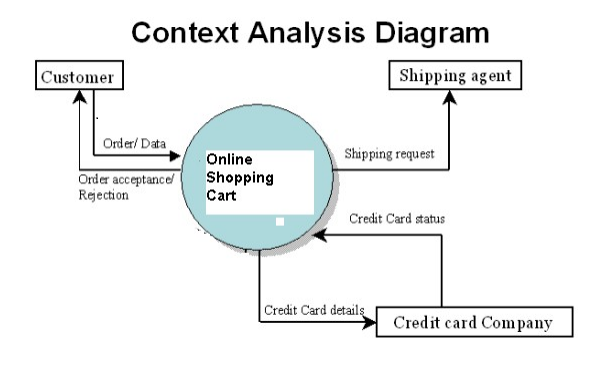 Context Analysis Diagram
Customer
Shipping agent
Order/ Data
Online
Shopping
Cart
Shipping request
Order acceptance/
Rejection
Credit Card status
Credit Card details
Credit card Company